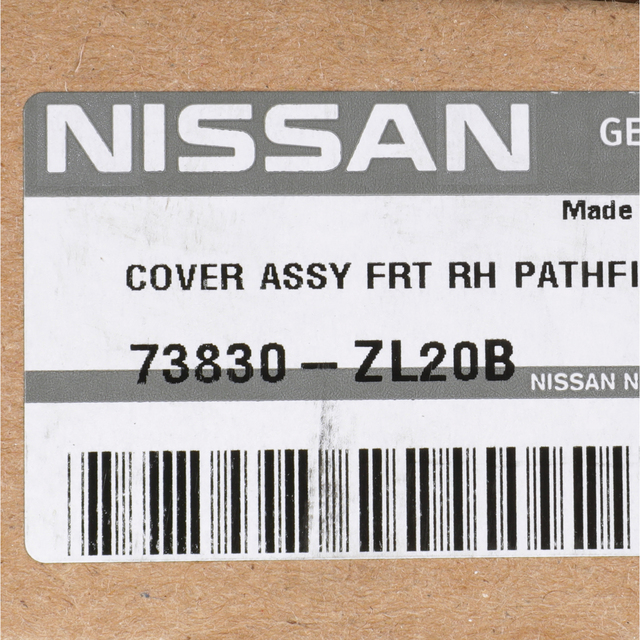 NISSAN GE
Made
COVER ASSY FRT RH PATHFI
73830-ZL20B
NISSAN N